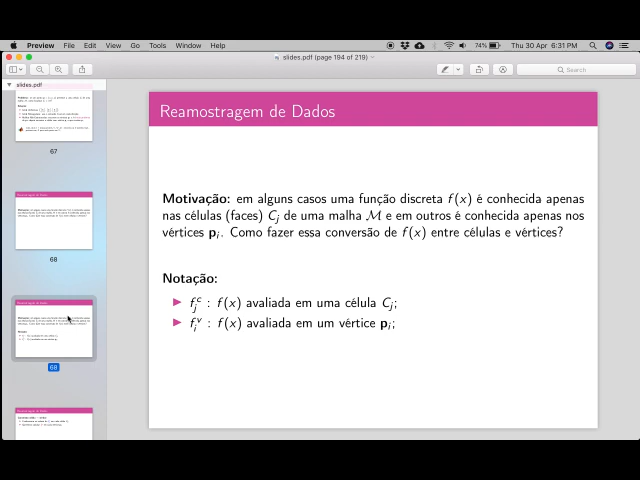 Preview File Edit View Go Tools Window Help 74% Thu 30 Apr 6:31 PM
slides.pdf (page 194 of 219)
Search
slides.pdf
67
68
68
Reamostragem de Dados
Motivação: em alguns casos uma função discreta f(x) é conhecida apenas
nas células (faces) C_j de uma malha ℳ e em outros é conhecida apenas nos
vértices p_i. Como fazer essa conversão de f(x) entre células e vértices?
Notação:
▶ f_j^c : f(x) avaliada em uma célula C_j;
▶ f_i^v : f(x) avaliada em um vértice p_i;